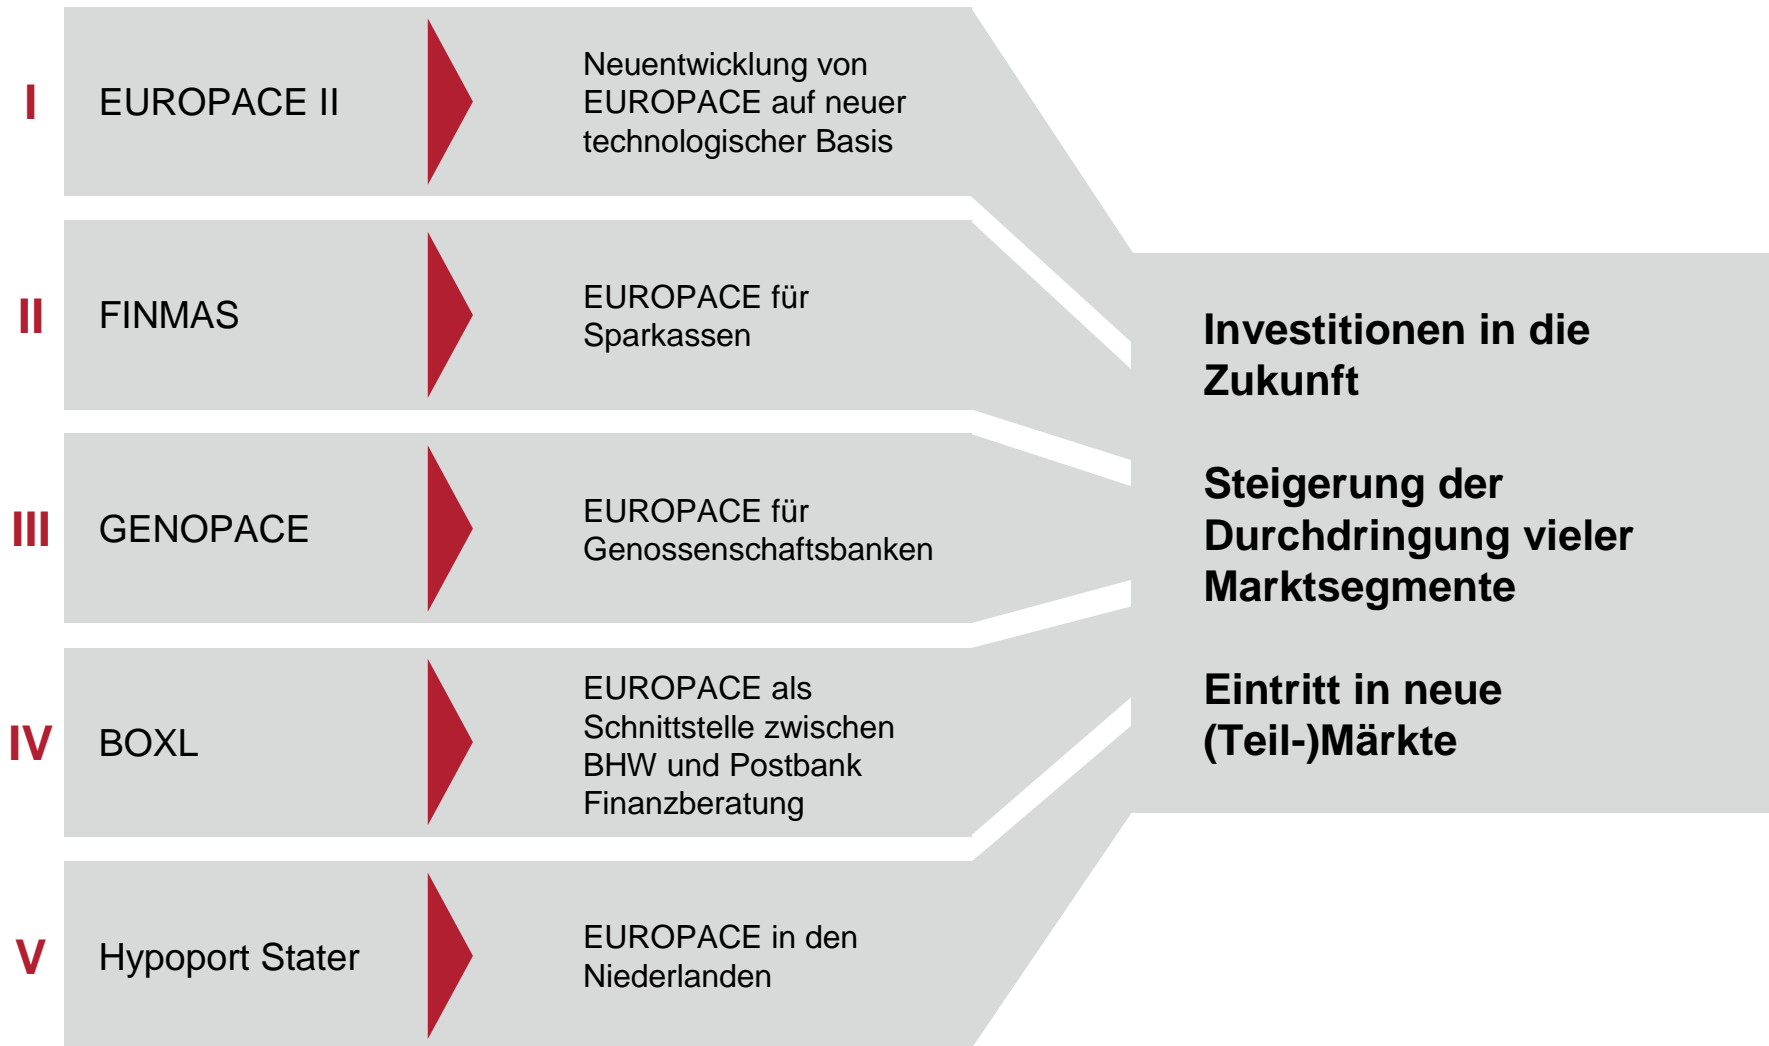 I
EUROPACE II
Neuentwicklung von
EUROPACE auf neuer
technologischer Basis
II
FINMAS
EUROPACE für
Sparkassen
III
GENOPACE
EUROPACE für
Genossenschaftsbanken
IV
BOXL
EUROPACE als
Schnittstelle zwischen
BHW und Postbank
Finanzberatung
V
Hypoport Stater
EUROPACE in den
Niederlanden
Investitionen in die
Zukunft
Steigerung der
Durchdringung vieler
Marktsegmente
Eintritt in neue
(Teil-)Märkte